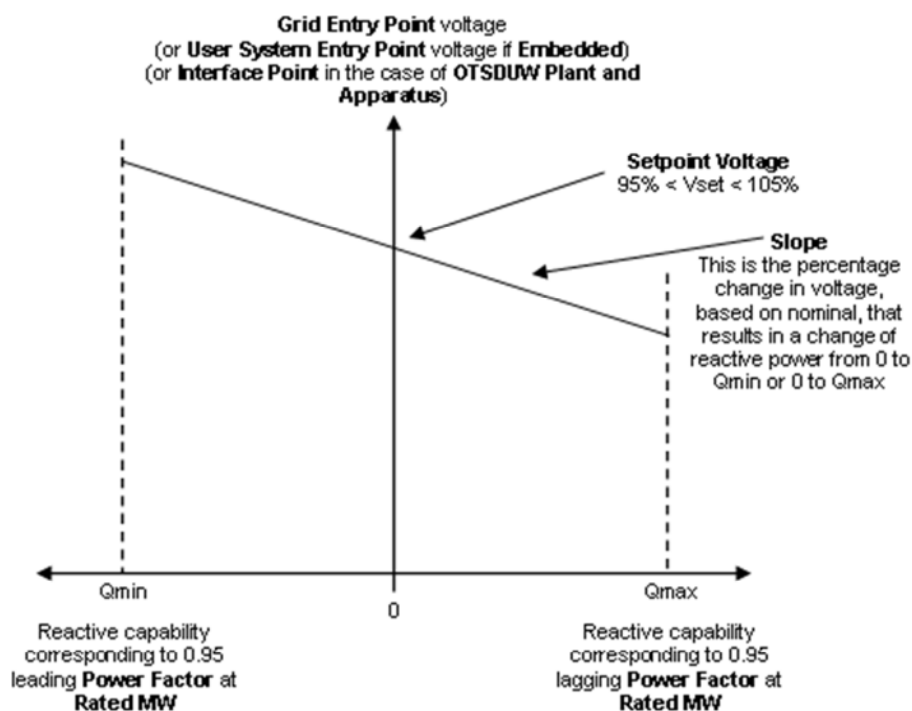 Grid Entry Point voltage
(or User System Entry Point voltage if Embedded)
(or Interface Point in the case of OTSDUW Plant and
Apparatus)
Setpoint Voltage
95% < Vset < 105%
Slope
This is the percentage
change in voltage,
based on nominal, that
results in a change of
reactive power from 0 to
Qmin or 0 to Qmax
Qmin
0
Qmax
Reactive capability
corresponding to 0.95
leading Power Factor at
Rated MW
Reactive capability
corresponding to 0.95
lagging Power Factor at
Rated MW